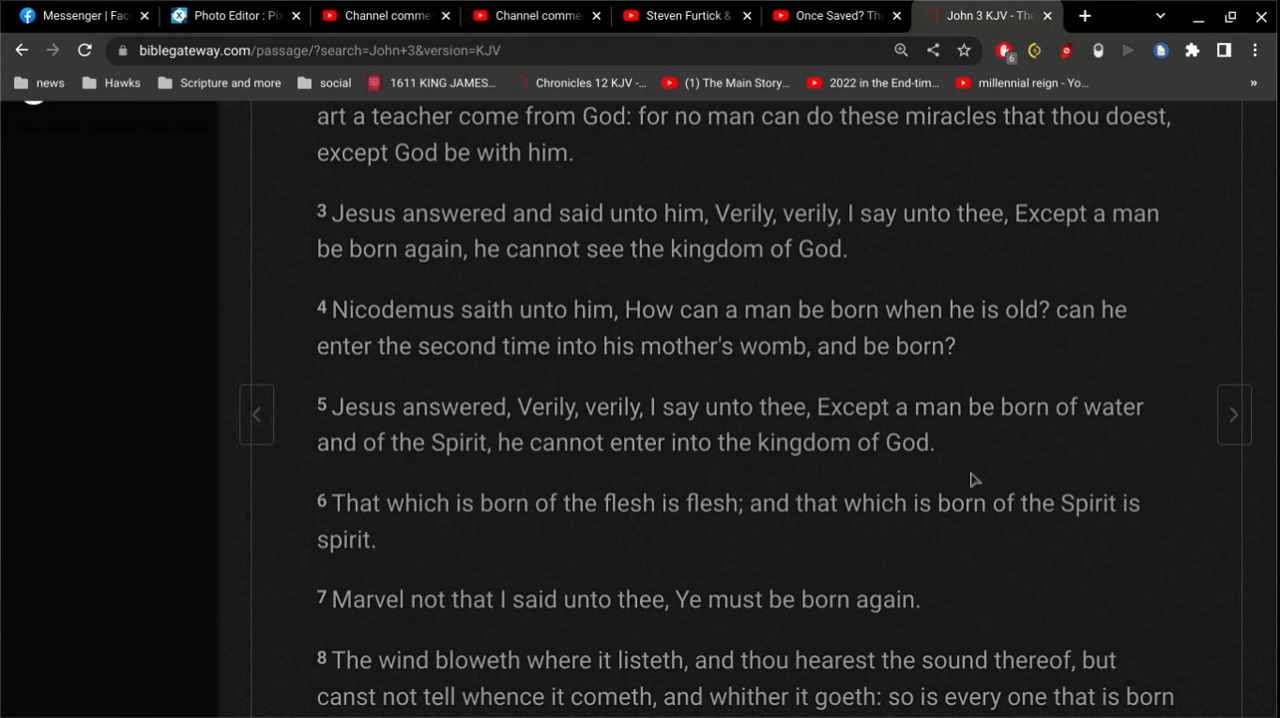 Messenger | Fac
Photo Editor : Pix
Channel comme
Channel comme
Steven Furtick &
Once Saved? The
John 3 KJV - The
biblegateway.com/passage/?search=John+3&version=KJV
6
news
Hawks
Scripture and more
social
1611 KING JAMES...
Chronicles 12 KJV -...
(1) The Main Story...
2022 in the End-tim...
millennial reign - Yo...
»
art a teacher come from God: for no man can do these miracles that thou doest,
except God be with him.
3 Jesus answered and said unto him, Verily, verily, I say unto thee, Except a man
be born again, he cannot see the kingdom of God.
4 Nicodemus saith unto him, How can a man be born when he is old? can he
enter the second time into his mother's womb, and be born?
5 Jesus answered, Verily, verily, I say unto thee, Except a man be born of water
and of the Spirit, he cannot enter into the kingdom of God.
6 That which is born of the flesh is flesh; and that which is born of the Spirit is
spirit.
7 Marvel not that I said unto thee, Ye must be born again.
8 The wind bloweth where it listeth, and thou hearest the sound thereof, but
canst not tell whence it cometh, and whither it goeth: so is every one that is born